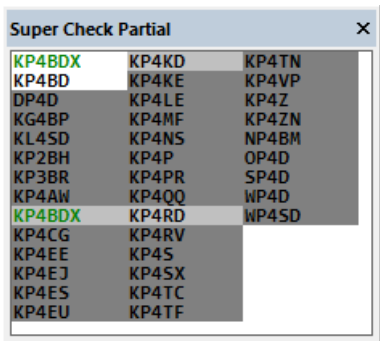 Super Check Partial ×
KP4BDX KP4KD KP4TN
KP4BD KP4KE KP4VP
DP4D KP4LE KP4Z
KG4BP KP4MF KP4ZN
KL4SD KP4NS NP4BM
KP2BH KP4P OP4D
KP3BR KP4PR SP4D
KP4AW KP4QQ WP4D
KP4BDX KP4RD WP4SD
KP4CG KP4RV
KP4EE KP4S
KP4EJ KP4SX
KP4ES KP4TC
KP4EU KP4TF